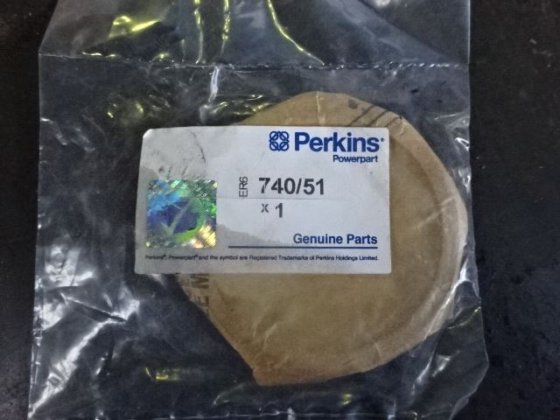 Perkins®
Powerpart
ER6
740/51
x 1
Genuine Parts
Perkins®, Powerpart® and the symbol are Registered Trademarks of Perkins Holdings Limited.